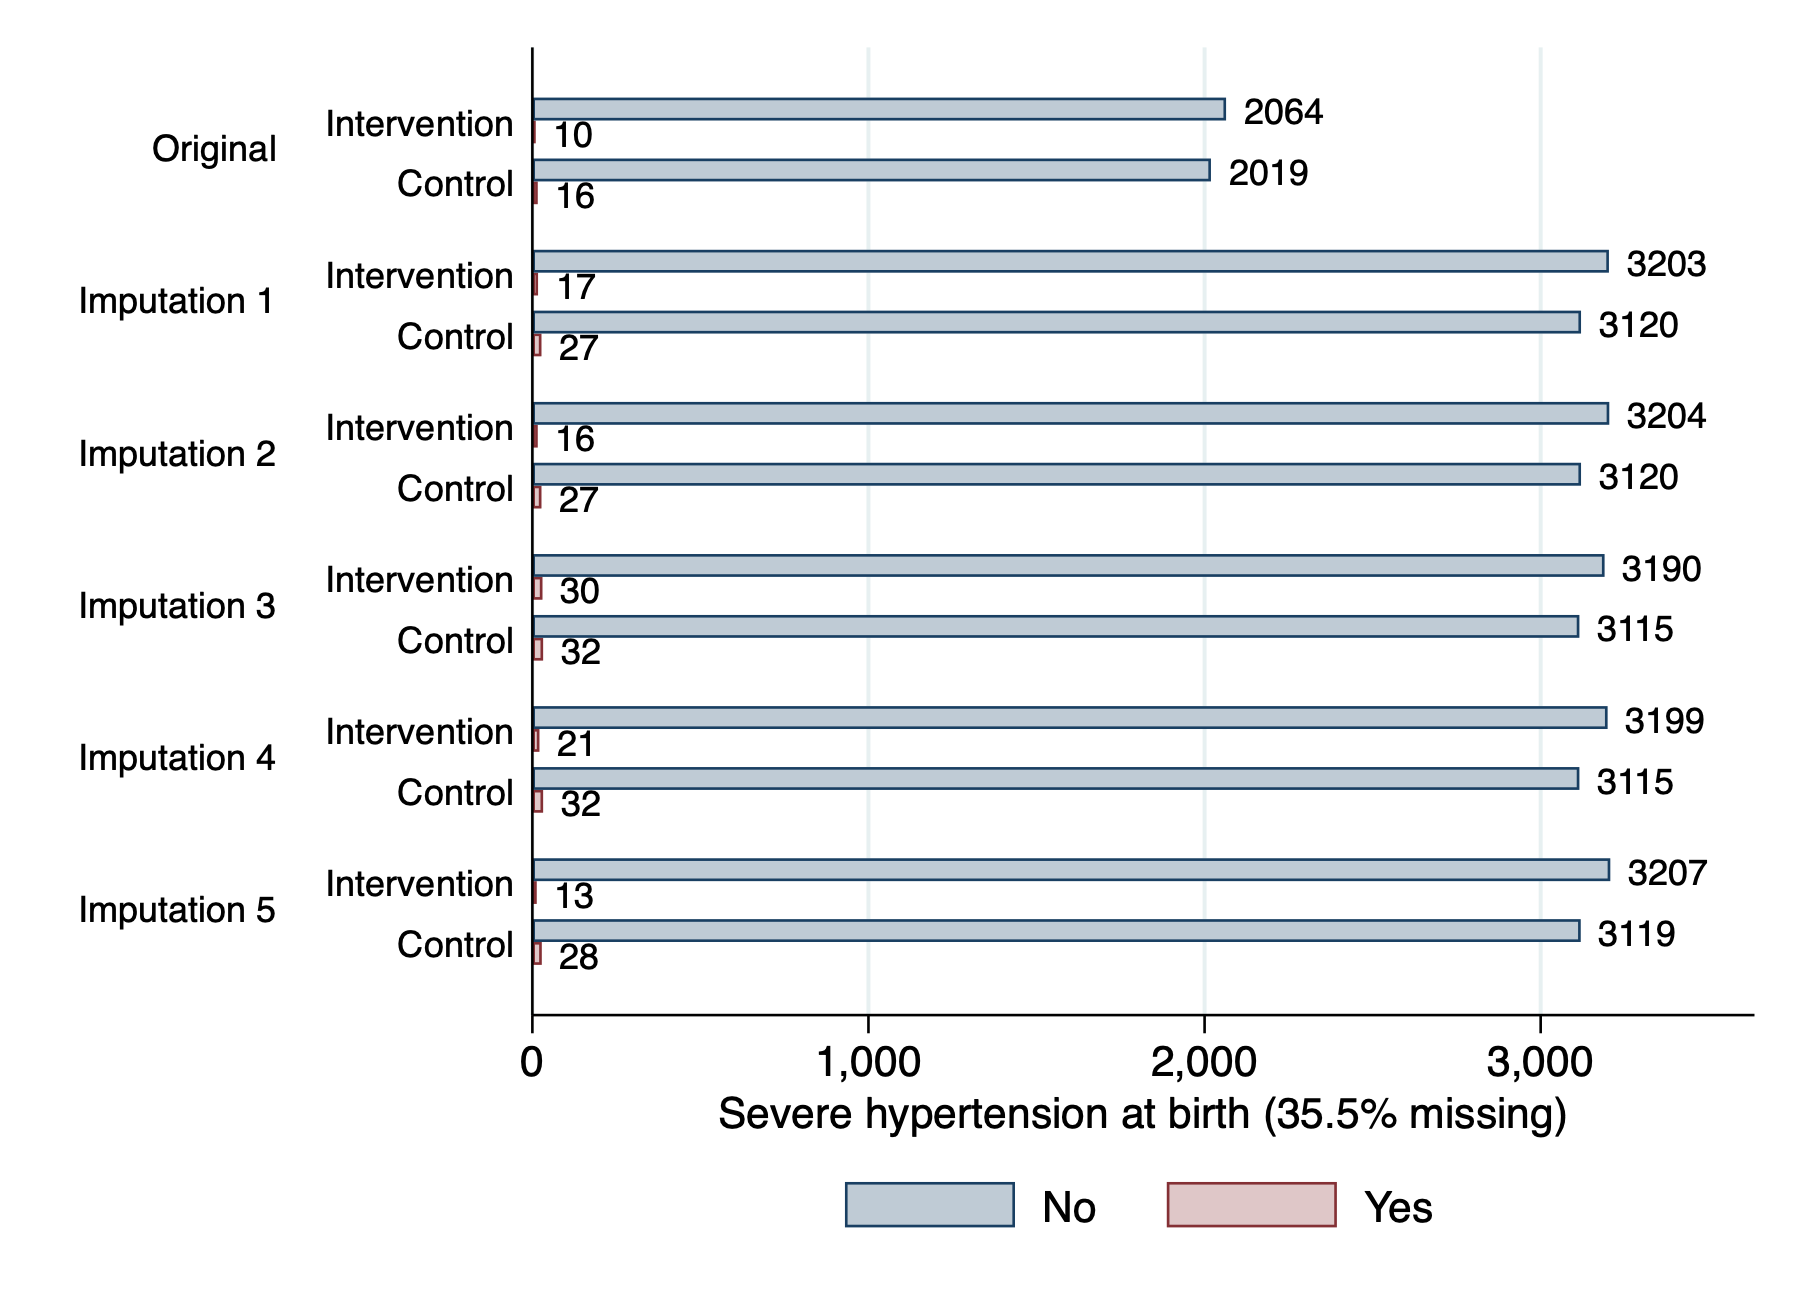 Original
Intervention
2064
10
Control
2019
16
Imputation 1
Intervention
3203
17
Control
3120
27
Imputation 2
Intervention
3204
16
Control
3120
27
Imputation 3
Intervention
3190
30
Control
3115
32
Imputation 4
Intervention
3199
21
Control
3115
32
Imputation 5
Intervention
3207
13
Control
3119
28
0 1,000 2,000 3,000
Severe hypertension at birth (35.5% missing)
No Yes